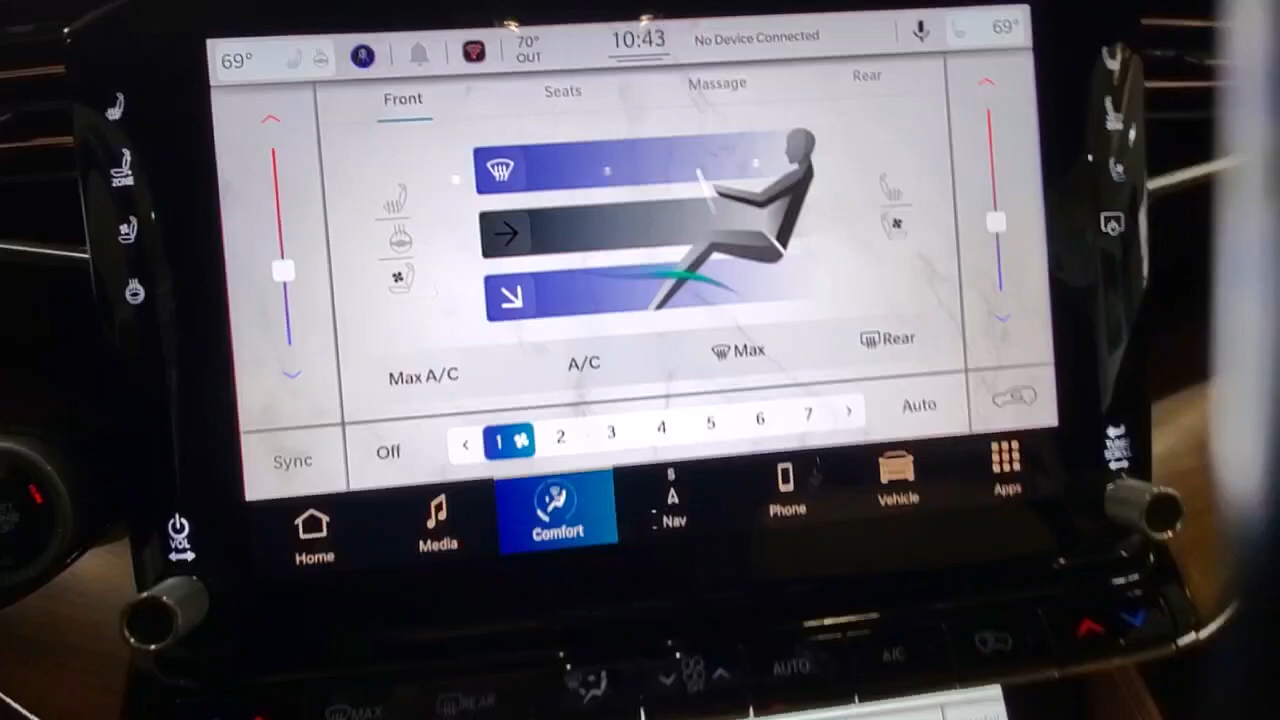 69°
70°
OUT
10:43
No Device Connected
69°
Front
Seats
Massage
Rear
ZONE
Max A/C
A/C
Max
Rear
Sync
Off
1 2 3 4 5 6 7
Auto
Home
Media
Comfort
S
A
Nav
Phone
Vehicle
Apps
VOL
MAX
REAR
AUTO
A/C